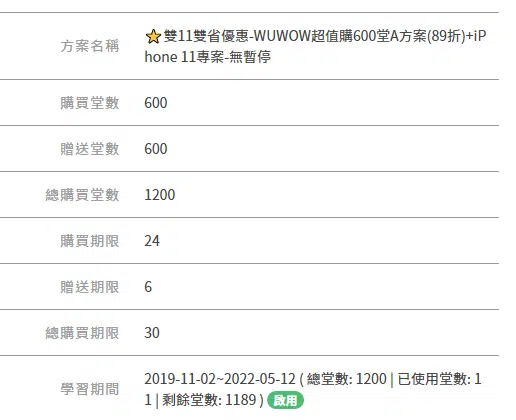 方案名稱
⭐雙11雙省優惠-WUWOW超值購600堂A方案(89折)+iP
hone 11專案-無暫停
購買堂數 600
贈送堂數 600
總購買堂數 1200
購買期限 24
贈送期限 6
總購買期限 30
學習期間
2019-11-02~2022-05-12 ( 總堂數: 1200 | 已使用堂數: 1
1 | 剩餘堂數: 1189 ) 啟用